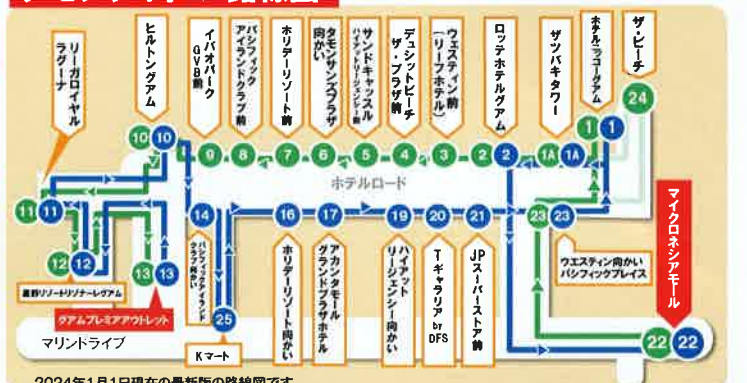 ヒルトングアム
イパオパーク
GVB前
パシフィック
アイランドクラブ前
ホリデーリゾート前
タモンサンズプラザ
向かい
サンドキャッスル
ハイアットリージェンシー前
デュシットビーチ
ザ・プラザ前
ウェスティン前
(リーフホテル)
ロッテホテルグアム
ザツバキタワー
ホテルニッコーグアム
ザ・ビーチ
リーガロイヤル
ラグーナ
24
10 10 9 8 7 6 5 4 3 2 2 1A 1A 1 1
ホテルロード
11 11 14 16 17 19 20 21 23 23
12 12 13 13
25
22 22
星野リゾートリゾナーレグアム
グアムプレミアアウトレット
パシフィックアイランド
クラブ向かい
Kマート
ホリデーリゾート向かい
アカンタモール
グランドプラザホテル
ハイアット
リージェンシー向かい
Tギャラリア by
DFS
JPスーパーストア前
ウエスティン向かい
パシフィックプレイス
マイクロネシアモール
マリンドライブ
2024年1月1日現在の最新版の路線図です